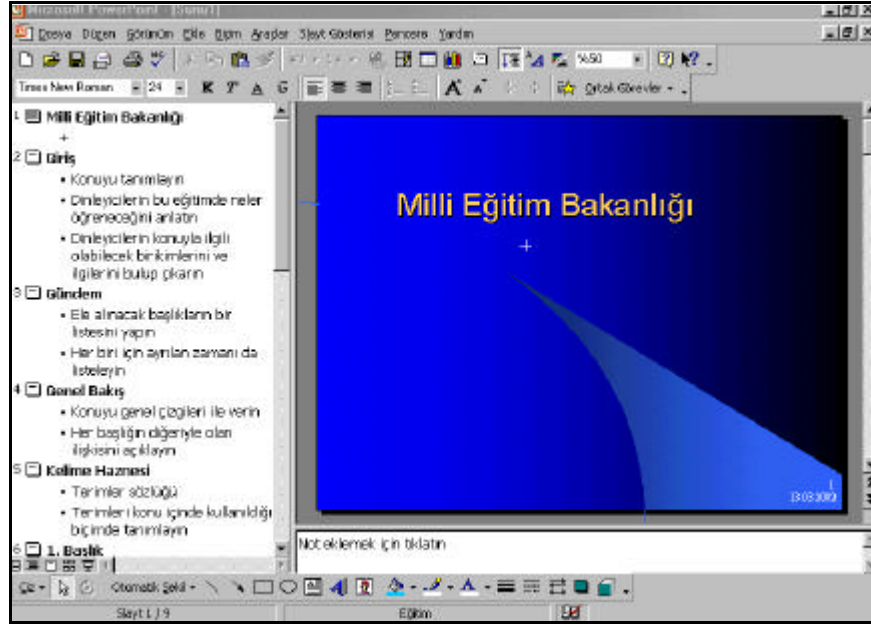 Microsoft PowerPoint - [Sunu1]
Dosya Düzen Görünüm Ekle Biçim Araçlar Slayt Gösterisi Pencere Yardım
%50
Times New Roman 24 K T A G Ortak Görevler
1 Milli Eğitim Bakanlığı
2 Giriş
• Konuyu tanımlayın
• Dinleyicilerin bu eğitimde neler
öğreneceğini anlatın
• Dinleyicilerin konuyla ilgili
olabilecek birikimlerini ve
ilgilerini bulup çıkarın
3 Gündem
• Ele alınacak başlıkların bir
listesini yapın
• Her biri için ayrılan zamanı da
listeleyin
4 Genel Bakış
• Konuyu genel çizgileri ile verin
• Her başlığın diğeriyle olan
ilişkisini açıklayın
5 Kelime Haznesi
• Terimler sözlüğü
• Terimleri konu içinde kullanıldığı
biçimde tanımlayın
6 1. Başlık
Milli Eğitim Bakanlığı
1
Not eklemek için tıklatın
Otomatik Şekil
Slayt 1 / 9 Eğitim